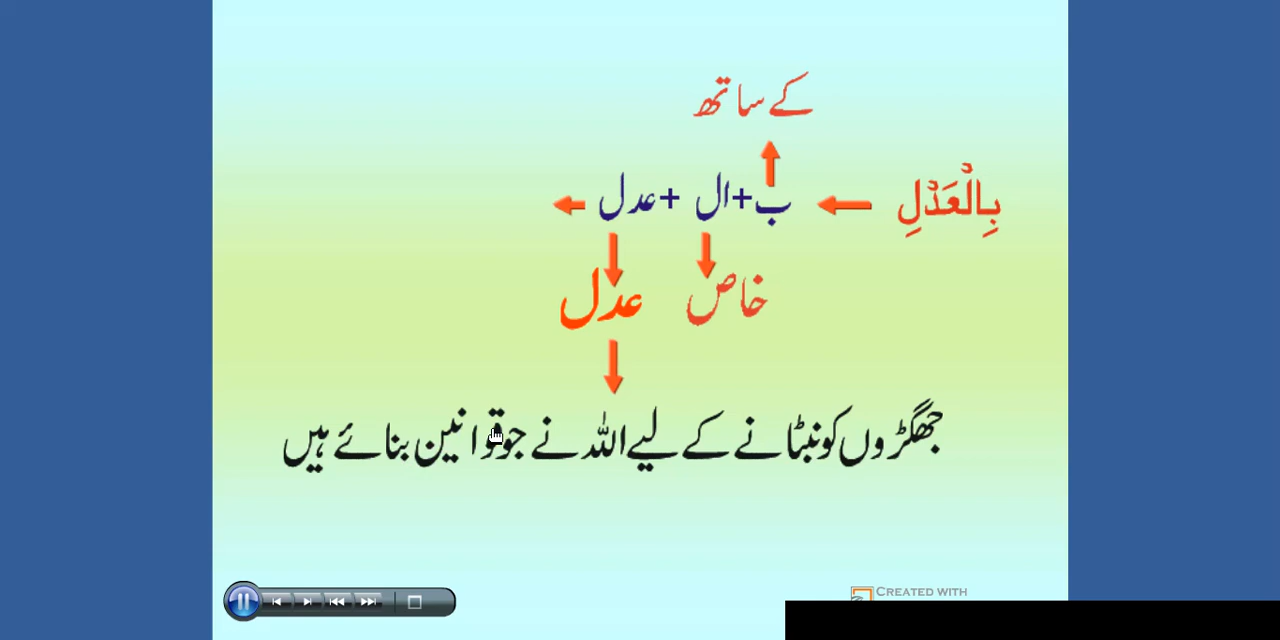 کے ساتھ
بِالْعَدْلِ ب+ال+عدل
خاص عدل
جھگڑوں کو نبٹانے کے لیے اللہ نے جو قوانین بنائے ہیں
CREATED WITH